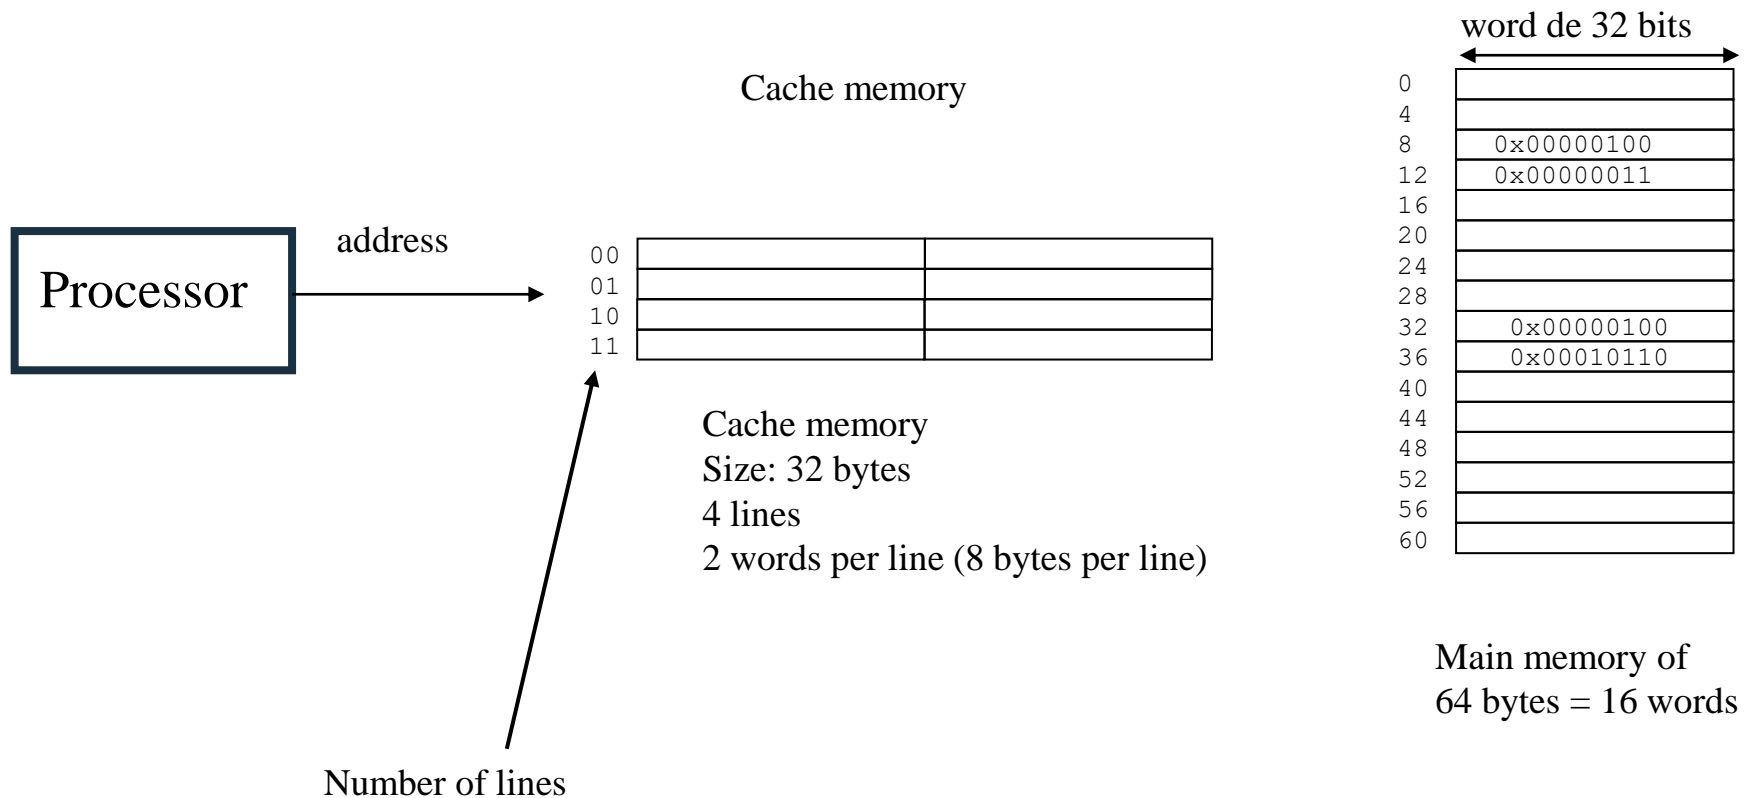 word de 32 bits
Cache memory
Processor
address
00
01
10
11
0
4
8 0x00000100
12 0x00000011
16
20
24
28
32 0x00000100
36 0x00010110
40
44
48
52
56
60
Cache memory
Size: 32 bytes
4 lines
2 words per line (8 bytes per line)
Main memory of
64 bytes = 16 words
Number of lines